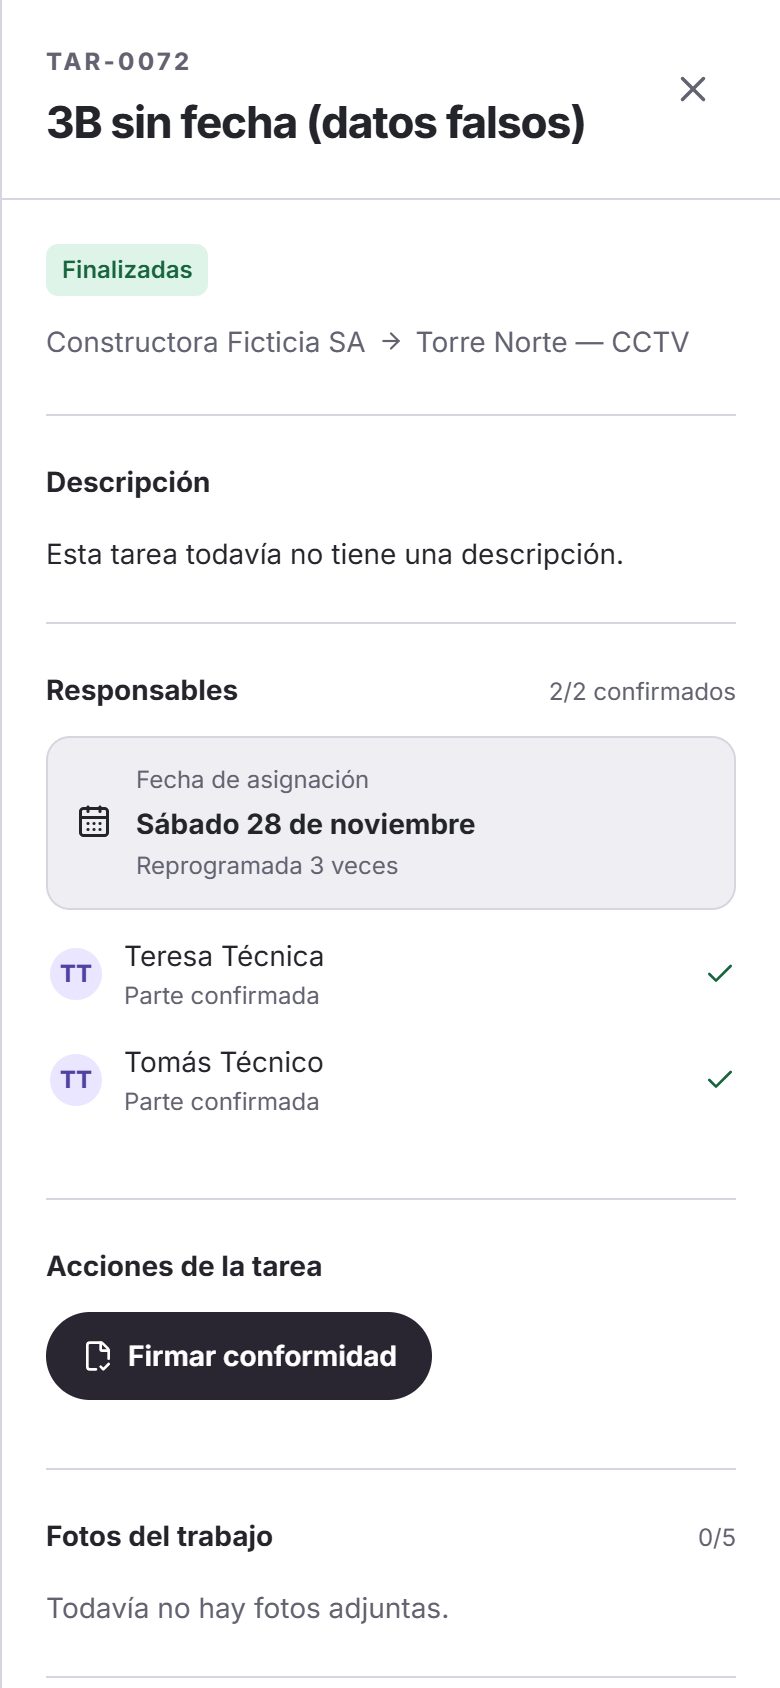 TAR-0072
3B sin fecha (datos falsos)
Finalizadas
Constructora Ficticia SA → Torre Norte — CCTV
Descripción
Esta tarea todavía no tiene una descripción.
Responsables 2/2 confirmados
Fecha de asignación
Sábado 28 de noviembre
Reprogramada 3 veces
TT Teresa Técnica
Parte confirmada
TT Tomás Técnico
Parte confirmada
Acciones de la tarea
Firmar conformidad
Fotos del trabajo 0/5
Todavía no hay fotos adjuntas.